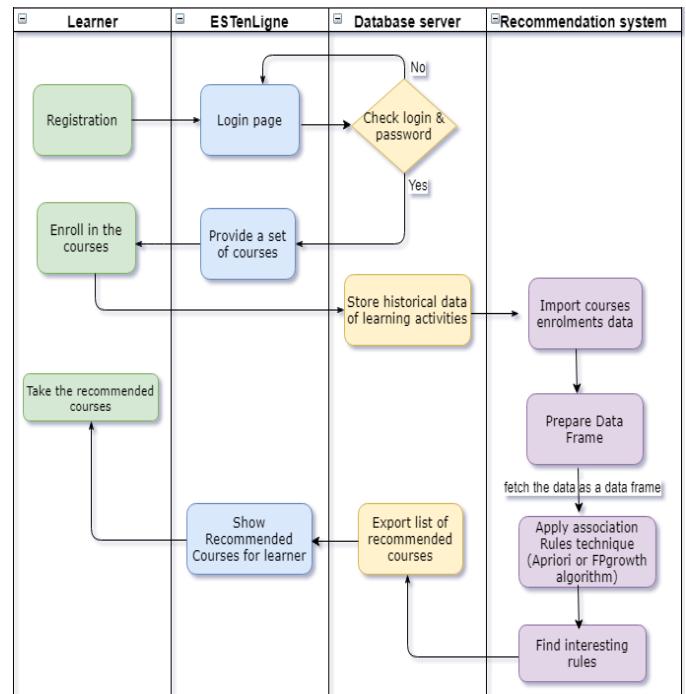 Learner
ESTenLigne
Database server
Recommendation system
No
Registration
Login page
Check login &
password
Yes
Enroll in the
courses
Provide a set
of courses
Store historical data
of learning activities
Import courses
enrolments data
Take the recommended
courses
Prepare Data
Frame
fetch the data as a data frame
Show
Recommended
Courses for learner
Export list of
recommended
courses
Apply association
Rules technique
(Apriori or FPgrowth
algorithm)
Find interesting
rules